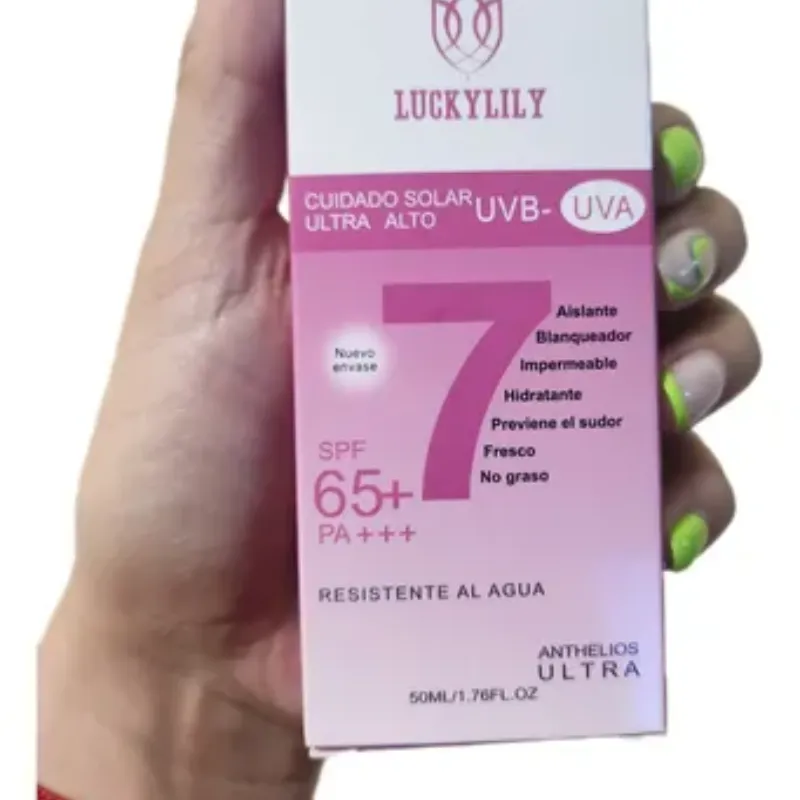 LUCKYLILY
CUIDADO SOLAR
ULTRA ALTO
UVB- UVA
7
Aislante
Blanqueador
Impermeable
Hidratante
Previene el sudor
Fresco
No graso
Nuevo
envase
SPF
65+
PA +++
RESISTENTE AL AGUA
ANTHELIOS
ULTRA
50ML/1.76FL.OZ